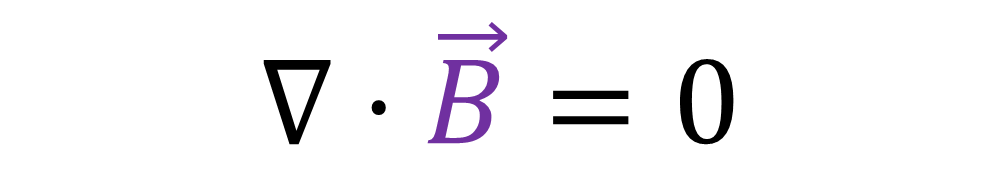 ∇ · B⃗ = 0